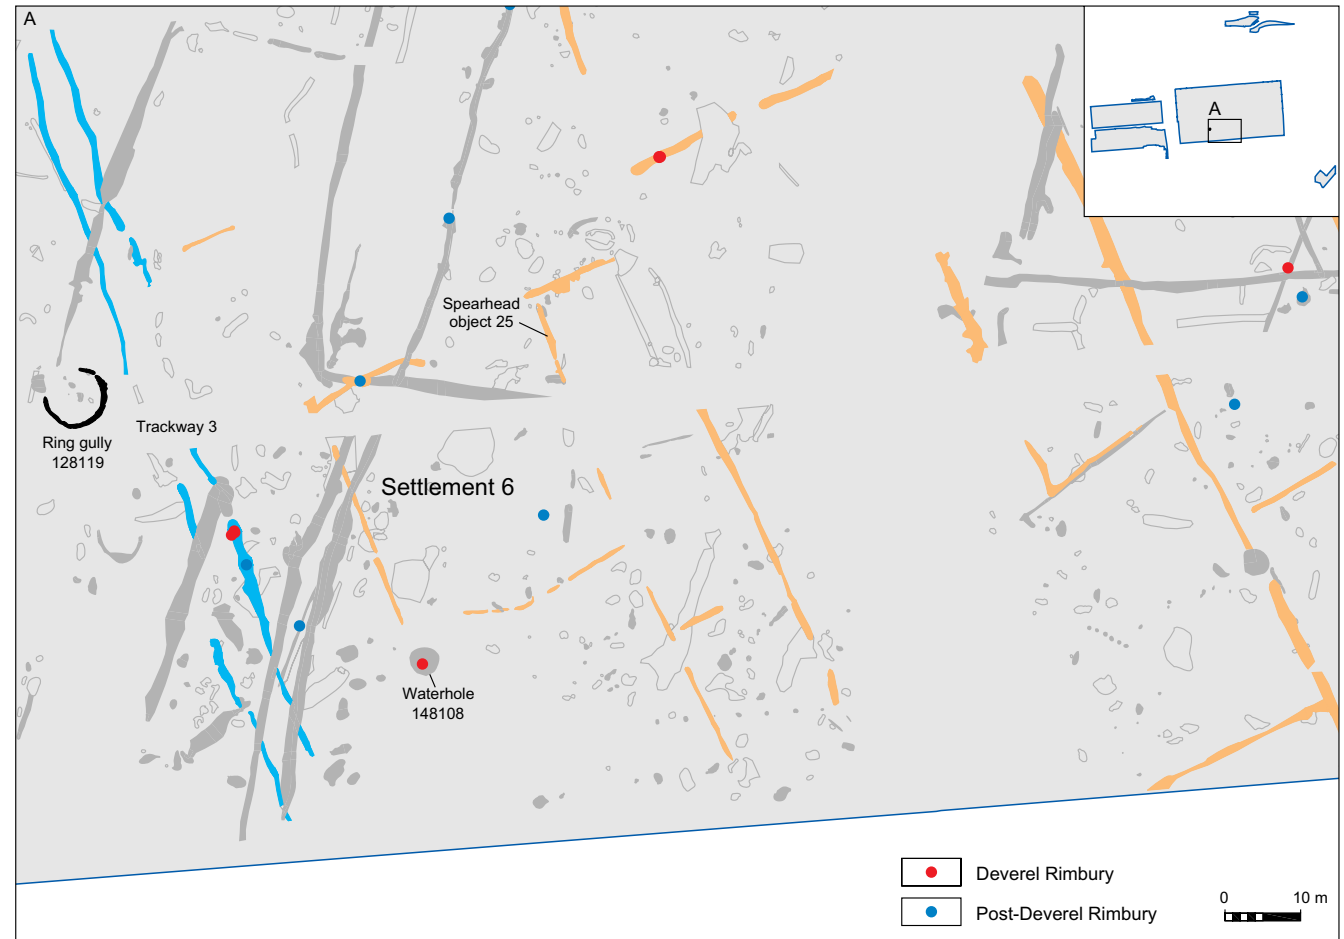 A
A
Spearhead
object 25
Ring gully
128119
Trackway 3
Settlement 6
Waterhole
148108
Deverel Rimbury
Post-Deverel Rimbury
0 10 m